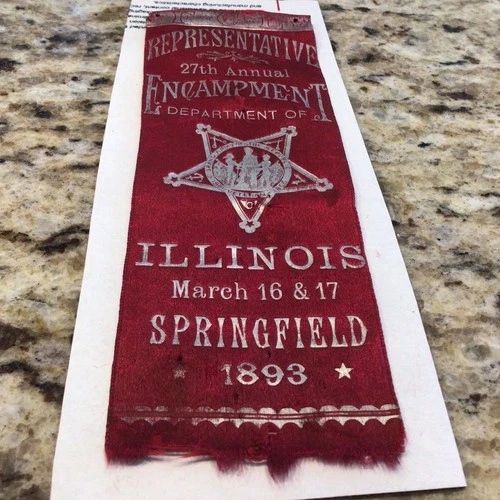 REPRESENTATIVE
27th Annual
ENCAMPMENT
DEPARTMENT OF
ILLINOIS
March 16 & 17
SPRINGFIELD
1893